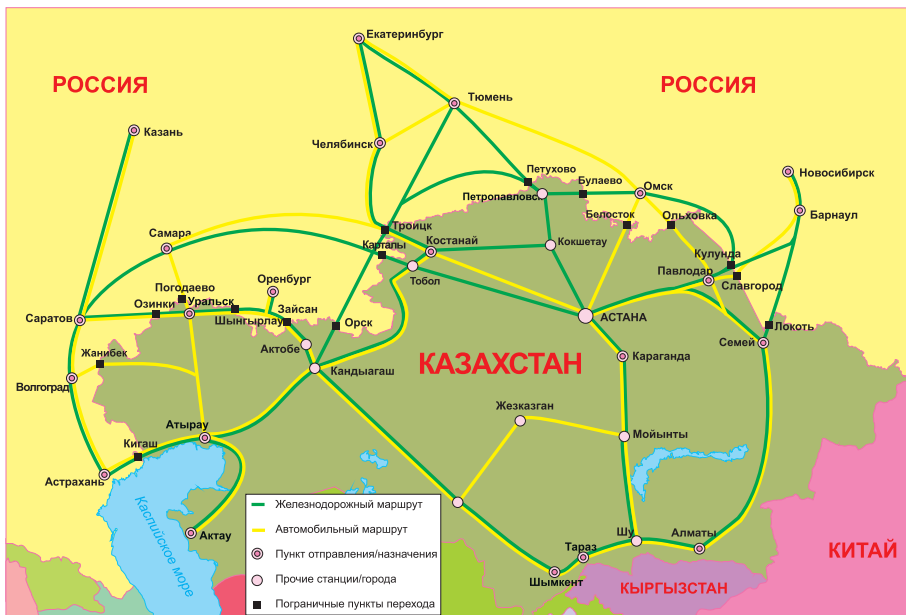 Екатеринбург
РОССИЯ
РОССИЯ
Тюмень
Казань
Челябинск
Петухово
Новосибирск
Булаево
Омск
Петропавловск
Барнаул
Белосток
Ольховка
Самара
Троицк
Костанай
Карталы
Кокшетау
Кулунда
Тобол
Павлодар
Славгород
Оренбург
Погодаево
Озинки
Уральск
Зайсан
Саратов
Шынгырлау
Орск
АСТАНА
Локоть
Актобе
Семей
Жанибек
Караганда
Кандыагаш
КАЗАХСТАН
Волгоград
Жезказган
Атырау
Мойынты
Кигаш
Астрахань
Каспийское море
Железнодорожный маршрут
Автомобильный маршрут
Актау
Шу
Алматы
Пункт отправления/назначения
Тараз
КИТАЙ
Прочие станции/города
Шымкент
КЫРГЫЗСТАН
Пограничные пункты перехода